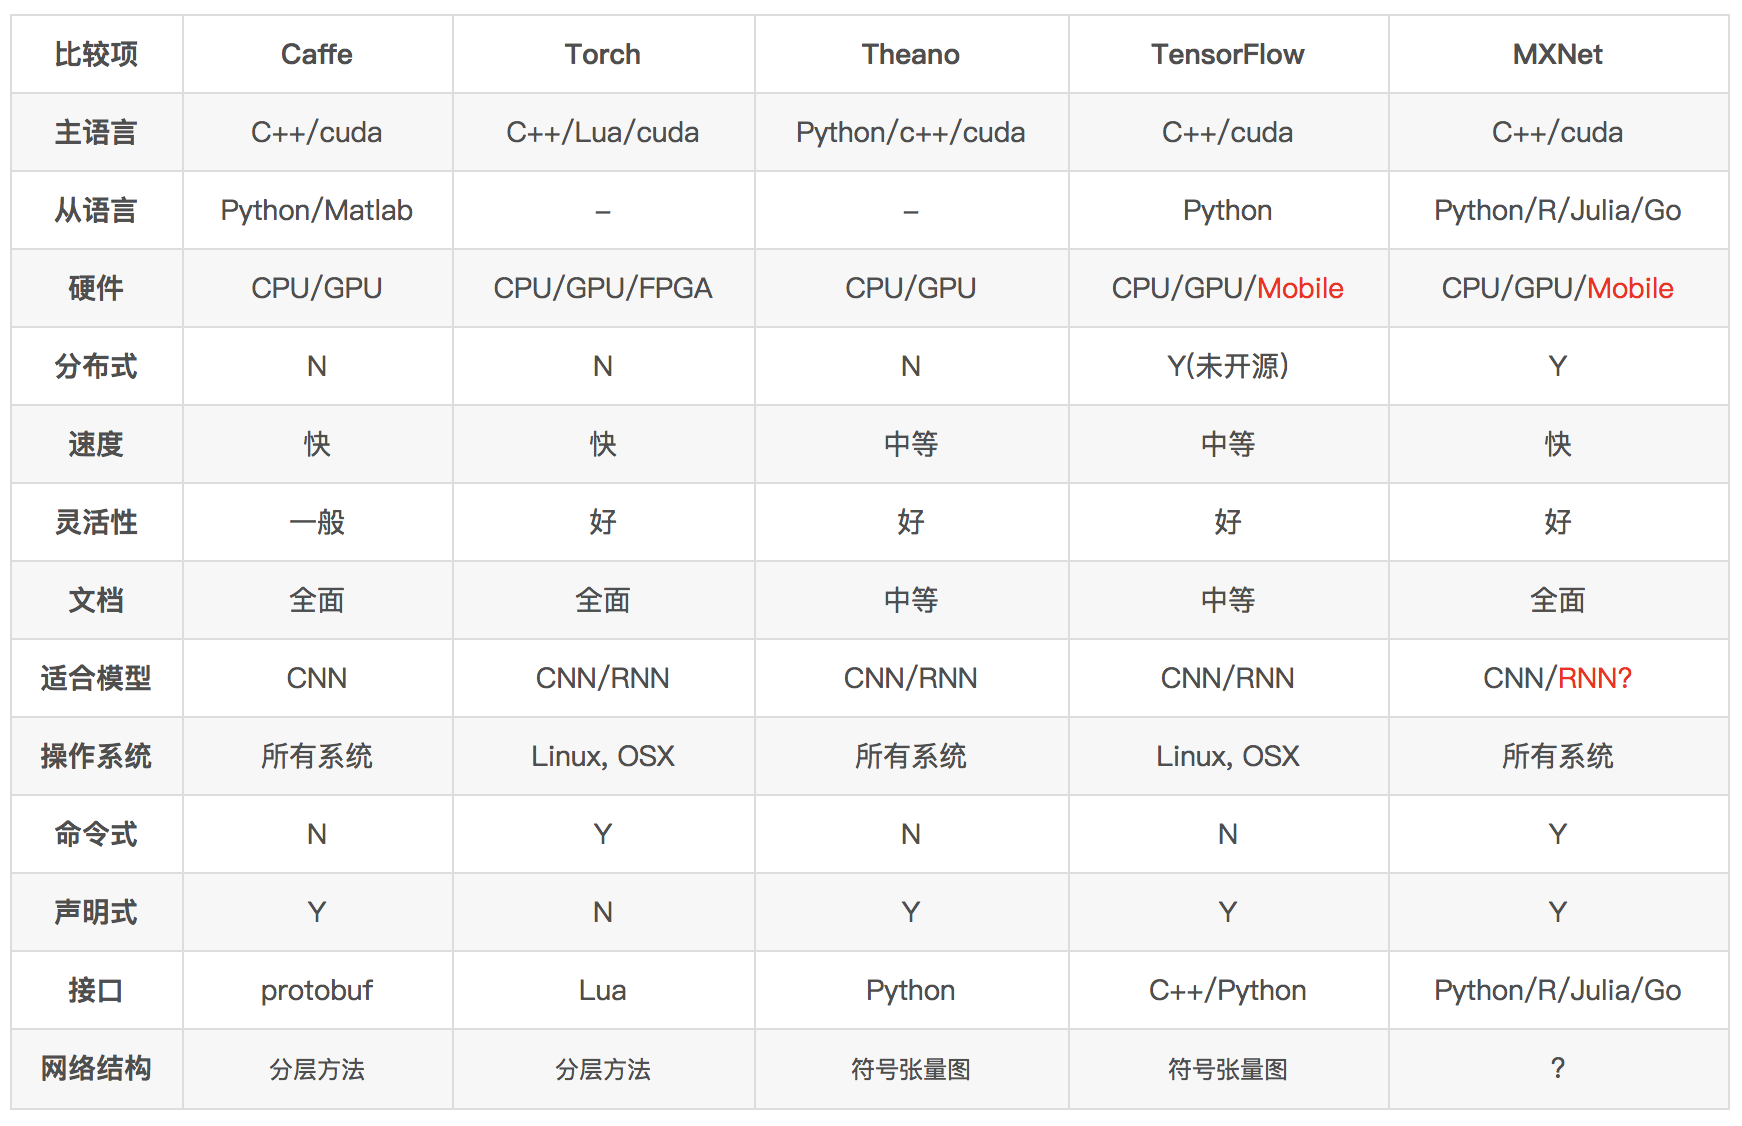 比较项 Caffe Torch Theano TensorFlow MXNet
主语言 C++/cuda C++/Lua/cuda Python/c++/cuda C++/cuda C++/cuda
从语言 Python/Matlab – – Python Python/R/Julia/Go
硬件 CPU/GPU CPU/GPU/FPGA CPU/GPU CPU/GPU/Mobile CPU/GPU/Mobile
分布式 N N N Y(未开源) Y
速度 快 快 中等 中等 快
灵活性 一般 好 好 好 好
文档 全面 全面 中等 中等 全面
适合模型 CNN CNN/RNN CNN/RNN CNN/RNN CNN/RNN?
操作系统 所有系统 Linux, OSX 所有系统 Linux, OSX 所有系统
命令式 N Y N N Y
声明式 Y N Y Y Y
接口 protobuf Lua Python C++/Python Python/R/Julia/Go
网络结构 分层方法 分层方法 符号张量图 符号张量图 ?